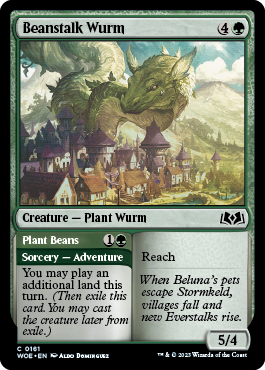 Beanstalk Wurm 4
Creature — Plant Wurm
Plant Beans 1
Sorcery — Adventure
You may play an
additional land this
turn. (Then exile this
card. You may cast
the creature later from
exile.)
Reach
When Beluna's pets
escape Stormkeld,
villages fall and
new Everstalks rise.
5/4
C 0161
WOE • EN Aldo Dominguez
™ & © 2023 Wizards of the Coast